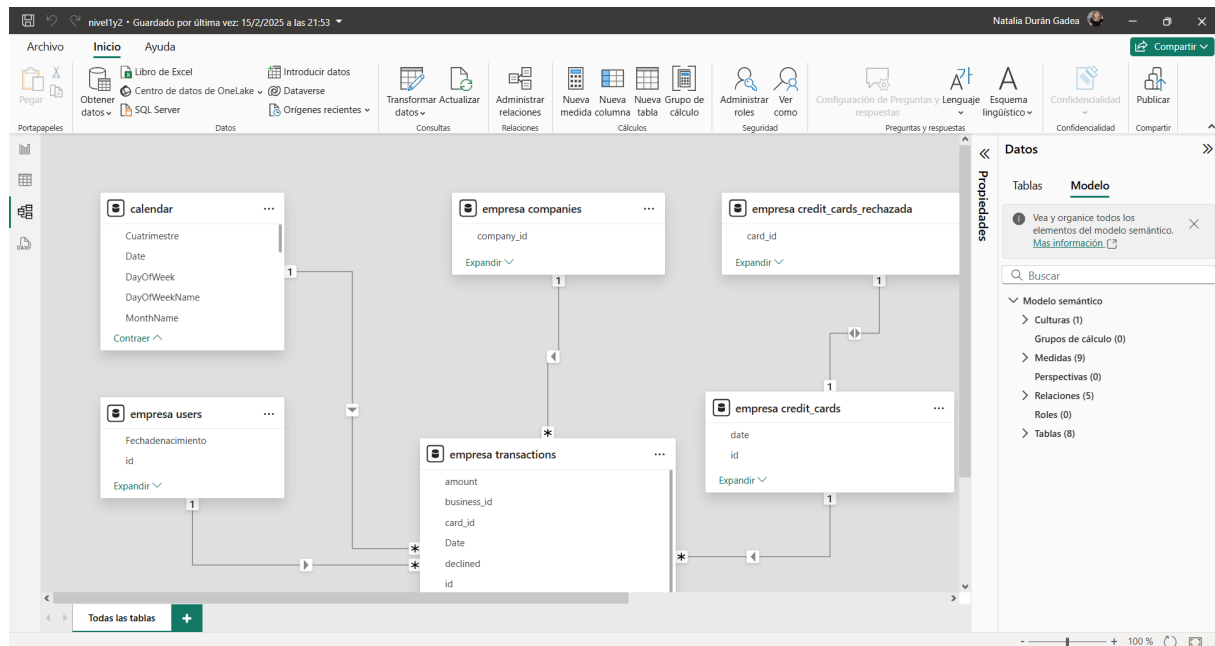 nivel1y2 • Guardado por última vez: 15/2/2025 a las 21:53
Natalia Durán Gadea
Archivo
Inicio
Ayuda
Compartir
Pegar
Portapapeles
Obtener datos
Libro de Excel
Centro de datos de OneLake
SQL Server
Introducir datos
Dataverse
Orígenes recientes
Datos
Transformar datos
Actualizar
Consultas
Administrar relaciones
Relaciones
Nueva medida
Nueva columna
Nueva tabla
Grupo de cálculo
Cálculos
Administrar roles
Ver como
Seguridad
Configuración de Preguntas y respuestas
Lenguaje
Esquema lingüístico
Preguntas y respuestas
Confidencialidad
Confidencialidad
Publicar
Compartir
calendar
Cuatrimestre
Date
DayOfWeek
DayOfWeekName
MonthName
Contraer
1
empresa companies
company_id
Expandir
1
empresa credit_cards_rechazada
card_id
Expandir
1
1
empresa users
Fechadenacimiento
id
Expandir
1
empresa credit_cards
date
id
Expandir
1
*
empresa transactions
amount
business_id
card_id
Date
declined
id
*
*
*
Todas las tablas
+
Propiedades
Datos
Tablas
Modelo
Vea y organice todos los
elementos del modelo semántico.
Mas información
Buscar
Modelo semántico
Culturas (1)
Grupos de cálculo (0)
Medidas (9)
Perspectivas (0)
Relaciones (5)
Roles (0)
Tablas (8)
- + 100 %